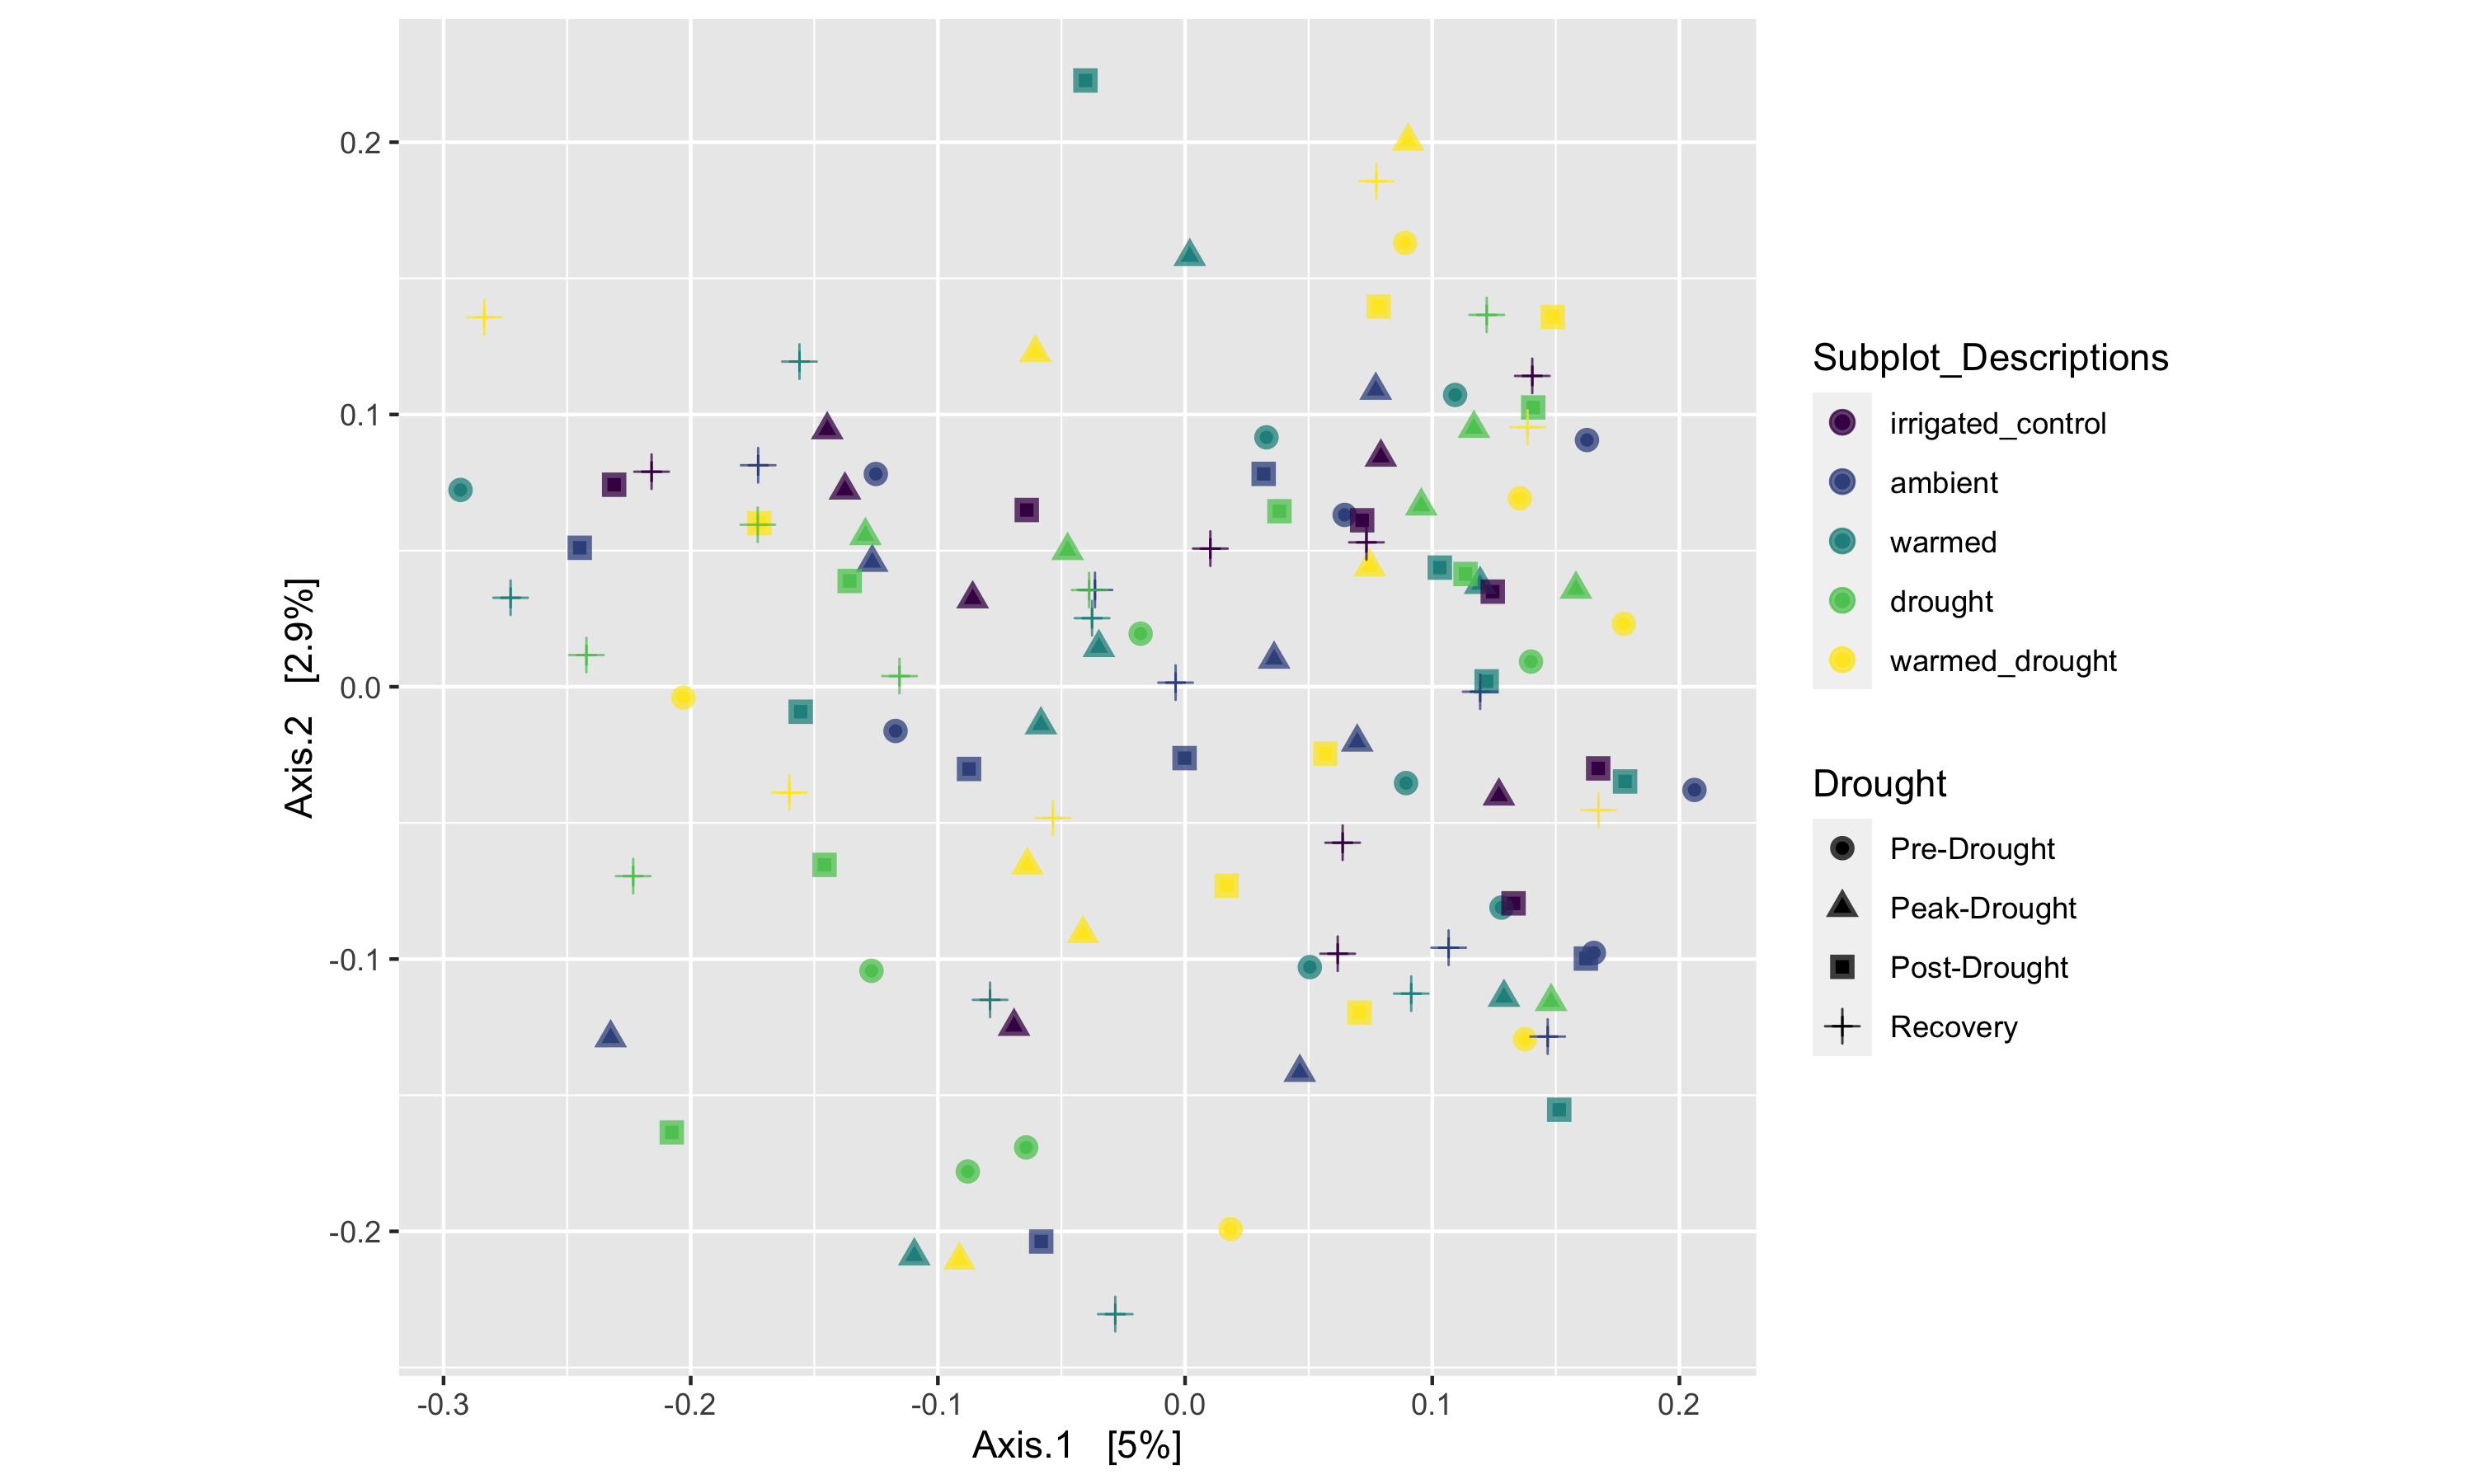 0.2
0.1
0.0
-0.1
-0.2
Axis.2 [2.9%]
-0.3
-0.2
-0.1
0.0
0.1
0.2
Axis.1 [5%]
Subplot_Descriptions
irrigated_control
ambient
warmed
drought
warmed_drought
Drought
Pre-Drought
Peak-Drought
Post-Drought
Recovery